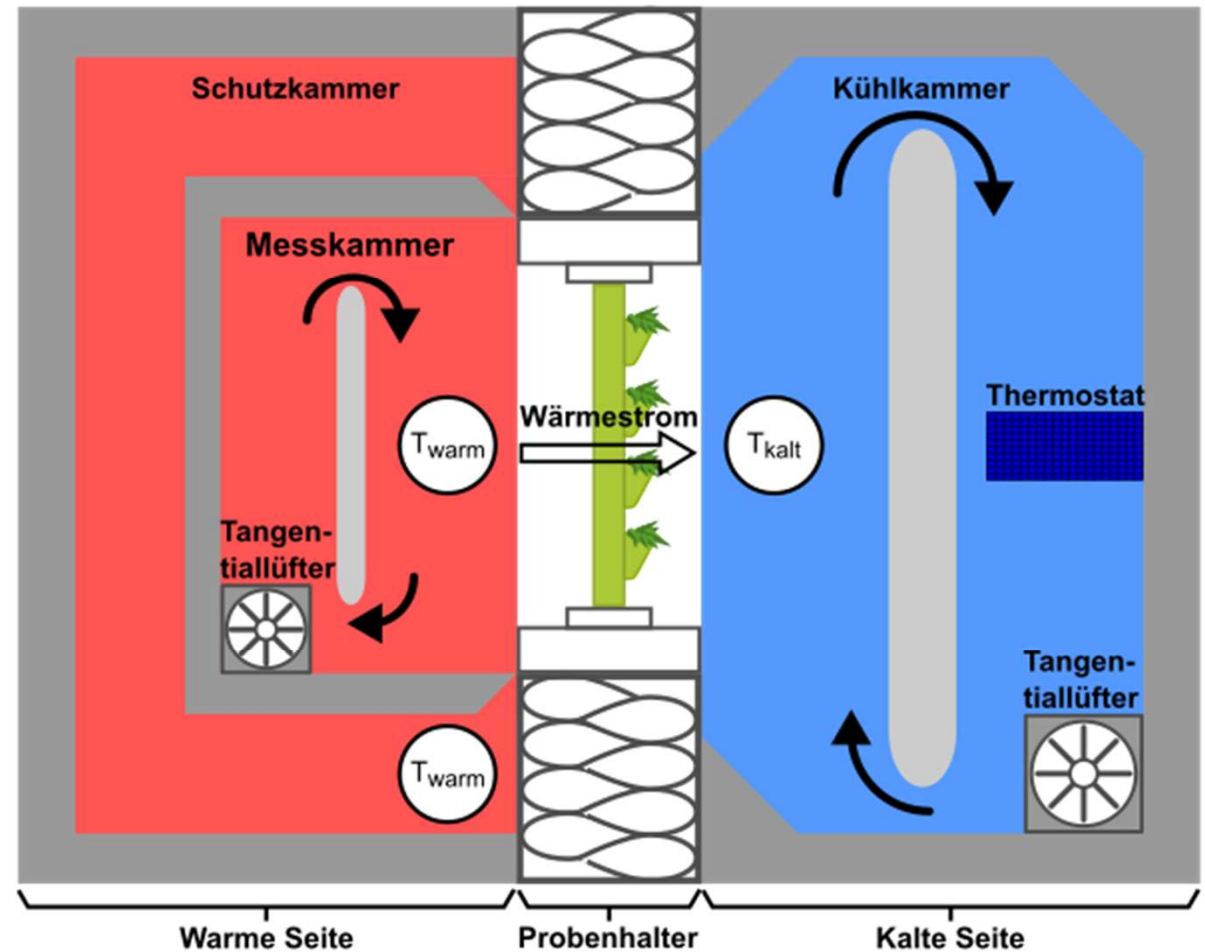 Schutzkammer
Kühlkammer
Messkammer
Thermostat
Wärmestrom
Twarm
Tkalt
Tangen-
tiallüfter
Tangen-
tiallüfter
Twarm
Warme Seite
Probenhalter
Kalte Seite